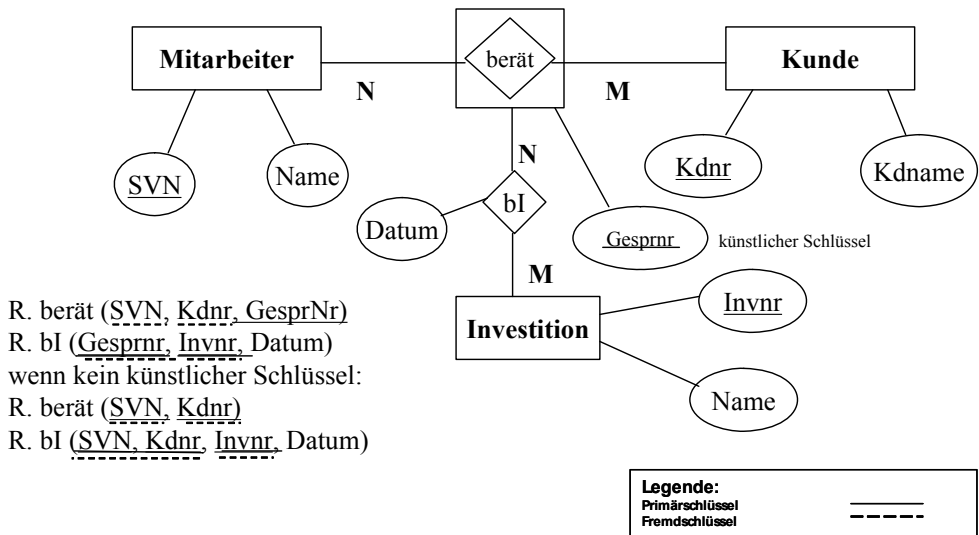 Mitarbeiter
berät
Kunde
N
M
SVN
Name
Kdnr
Kdname
N
bI
Datum
Gesprnr
künstlicher Schlüssel
M
Investition
Invnr
Name
R. berät (SVN, Kdnr, GesprNr)
R. bI (Gesprnr, Invnr, Datum)
wenn kein künstlicher Schlüssel:
R. berät (SVN, Kdnr)
R. bI (SVN, Kdnr, Invnr, Datum)
Legende:
Primärschlüssel
Fremdschlüssel